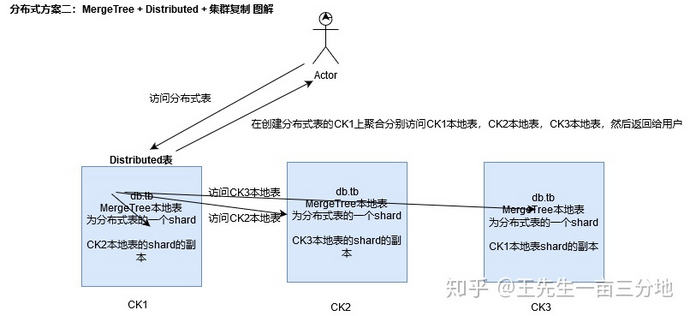 分布式方案二：MergeTree + Distributed + 集群复制 图解
Actor
访问分布式表
在创建分布式表的CK1上聚合分别访问CK1本地表，CK2本地表，CK3本地表，然后返回给用户
Distributed表
db.tb
MergeTree本地表
为分布式表的一个shard
CK2本地表的shard的副
本
访问CK3本地表
访问CK2本地表
db.tb
MergeTree本地表
为分布式表的一个shard
CK3本地表的shard的副
本
db.tb
MergeTree本地表
为分布式表的一个shard
CK1本地表shard的副本
CK1
CK2
CK3
知乎 @王先生一亩三分地